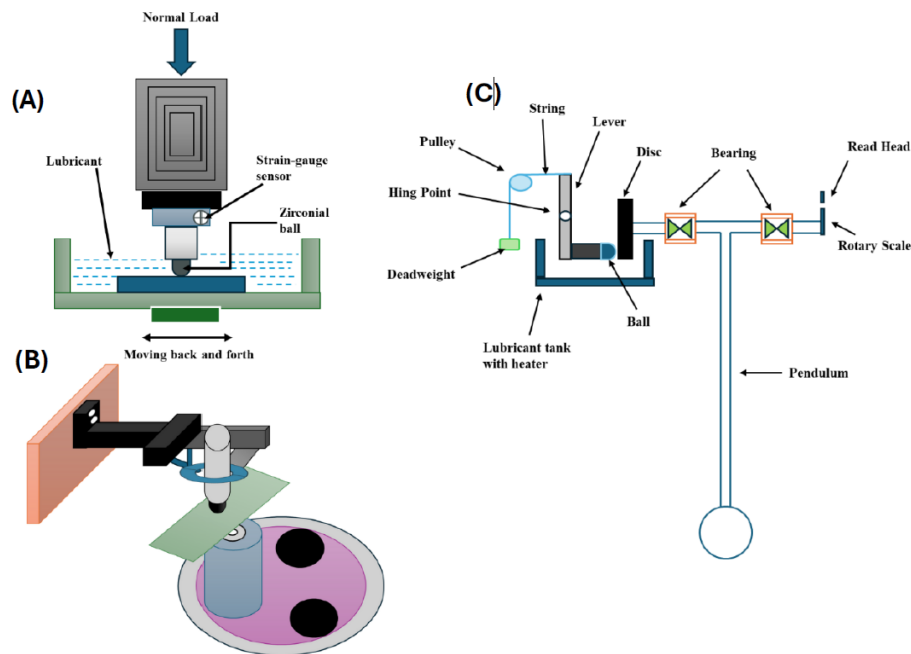 Normal Load
(A)
Lubricant
Strain-gauge
sensor
Zirconial
ball
Moving back and forth
(B)
(C)
String
Lever
Pulley
Disc
Bearing
Read Head
Hing Point
Deadweight
Rotary Scale
Ball
Lubricant tank
with heater
Pendulum